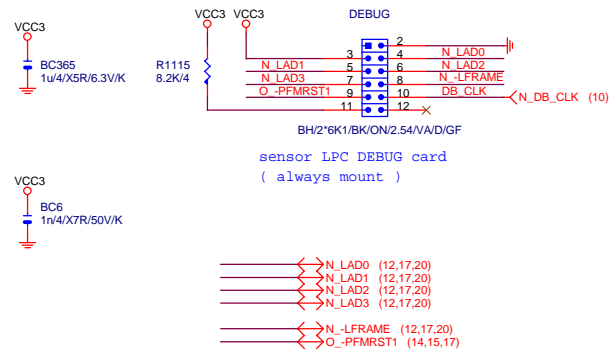 VCC3
BC365
1u/4/X5R/6.3V/K
VCC3
VCC3
R1115
8.2K/4
DEBUG
2
3
4
N_LAD0
N_LAD1
5
6
N_LAD2
N_LAD3
7
8
N_-LFRAME
O_-PFMRST1
9
10
DB_CLK
N_DB_CLK (10)
11
12
BH/2*6K1/BK/ON/2.54/VA/D/GF
sensor LPC DEBUG card
( always mount )
VCC3
BC6
1n/4/X7R/50V/K
N_LAD0 (12,17,20)
N_LAD1 (12,17,20)
N_LAD2 (12,17,20)
N_LAD3 (12,17,20)
N_-LFRAME (12,17,20)
O_-PFMRST1 (14,15,17)